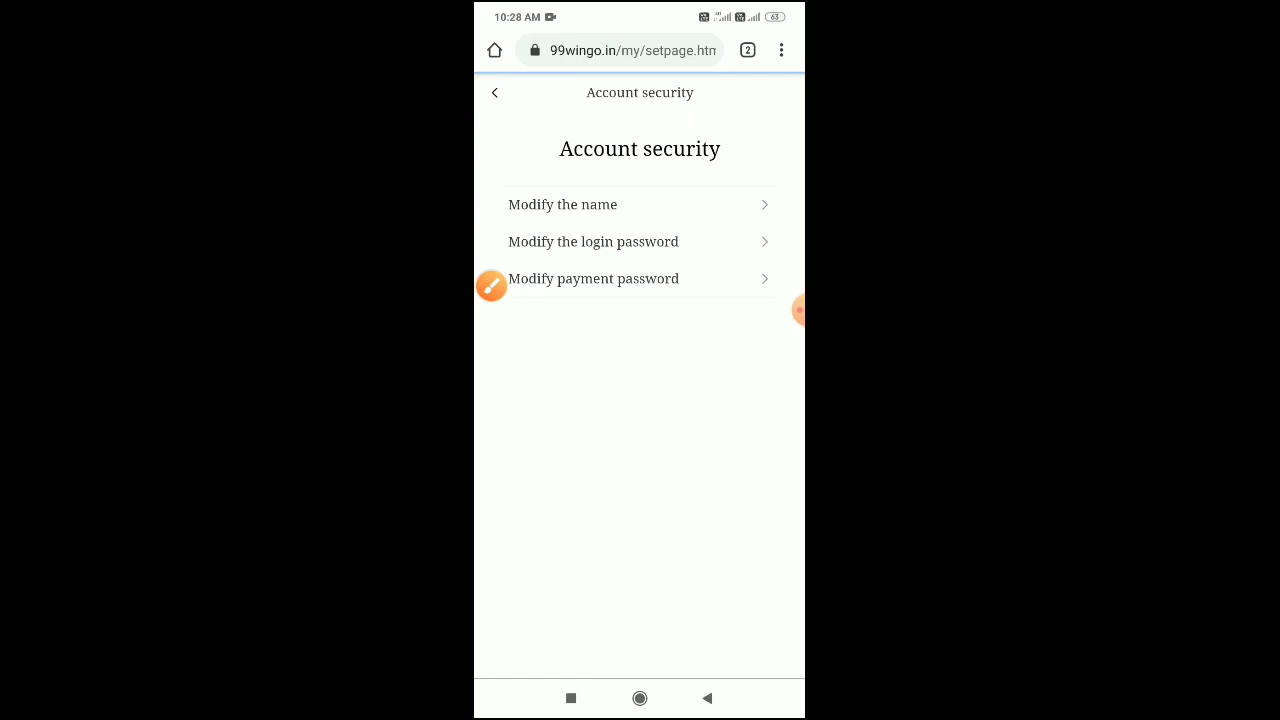 10:28 AM
63
99wingo.in/my/setpage.htm
2
Account security
Account security
Modify the name
Modify the login password
Modify payment password